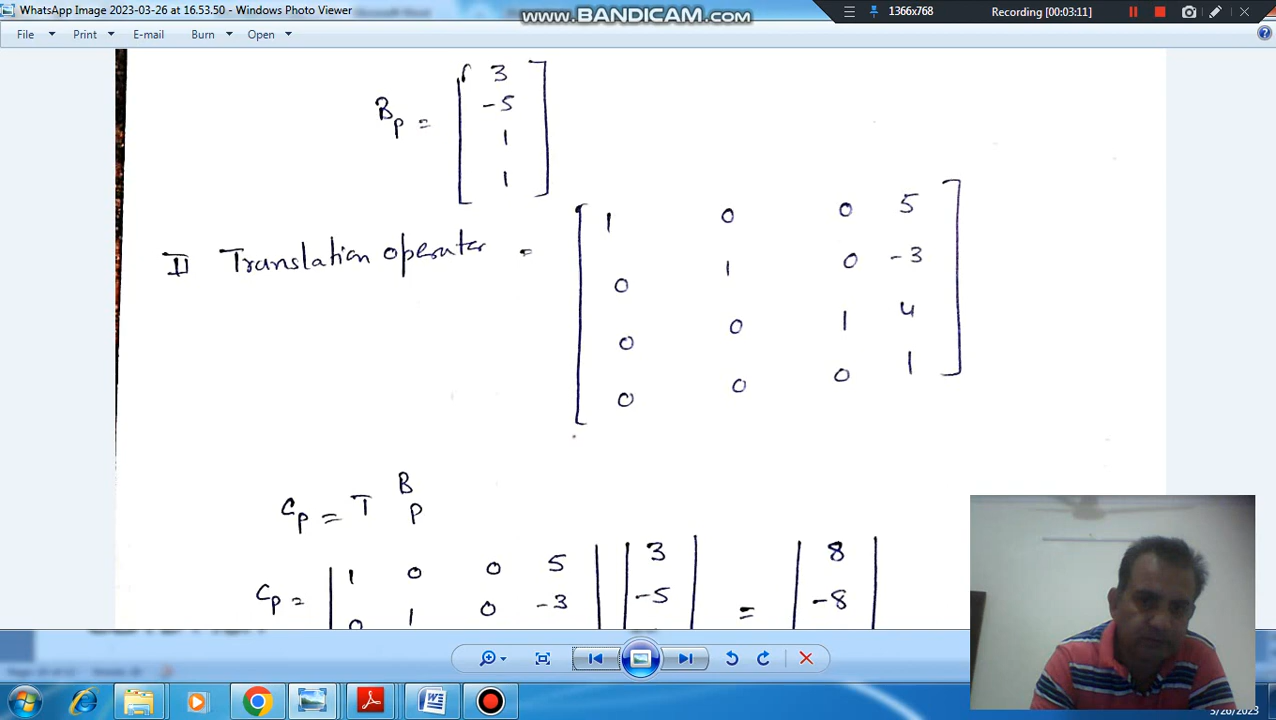 WhatsApp Image 2023-03-26 at 16.53.50 - Windows Photo Viewer
www.BANDICAM.com
1366x768
Recording [00:03:11]
File Print E-mail Burn Open
Bp = [ 3
-5
1
1 ]
II Translation operator = [ 1 0 0 5
0 1 0 -3
0 0 1 4
0 0 0 1 ]
Cp = T B p
Cp = | 1 0 0 5 | | 3 | = | 8 |
0 1 0 -3 | -5 | -8 |
5/26/2023